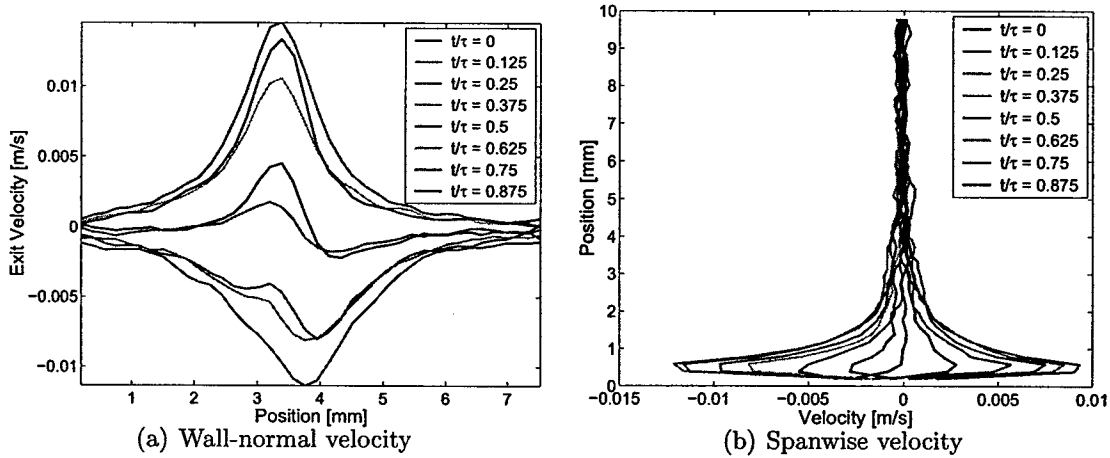 t/τ = 0
t/τ = 0.125
t/τ = 0.25
t/τ = 0.375
t/τ = 0.5
t/τ = 0.625
t/τ = 0.75
t/τ = 0.875
0.01
0.005
0
−0.005
−0.01
Exit Velocity [m/s]
1 2 3 4 5 6 7
Position [mm]
(a) Wall-normal velocity
t/τ = 0
t/τ = 0.125
t/τ = 0.25
t/τ = 0.375
t/τ = 0.5
t/τ = 0.625
t/τ = 0.75
t/τ = 0.875
10
9
8
7
6
5
4
3
2
1
0
Position [mm]
−0.015 −0.01 −0.005 0 0.005 0.01
Velocity [m/s]
(b) Spanwise velocity